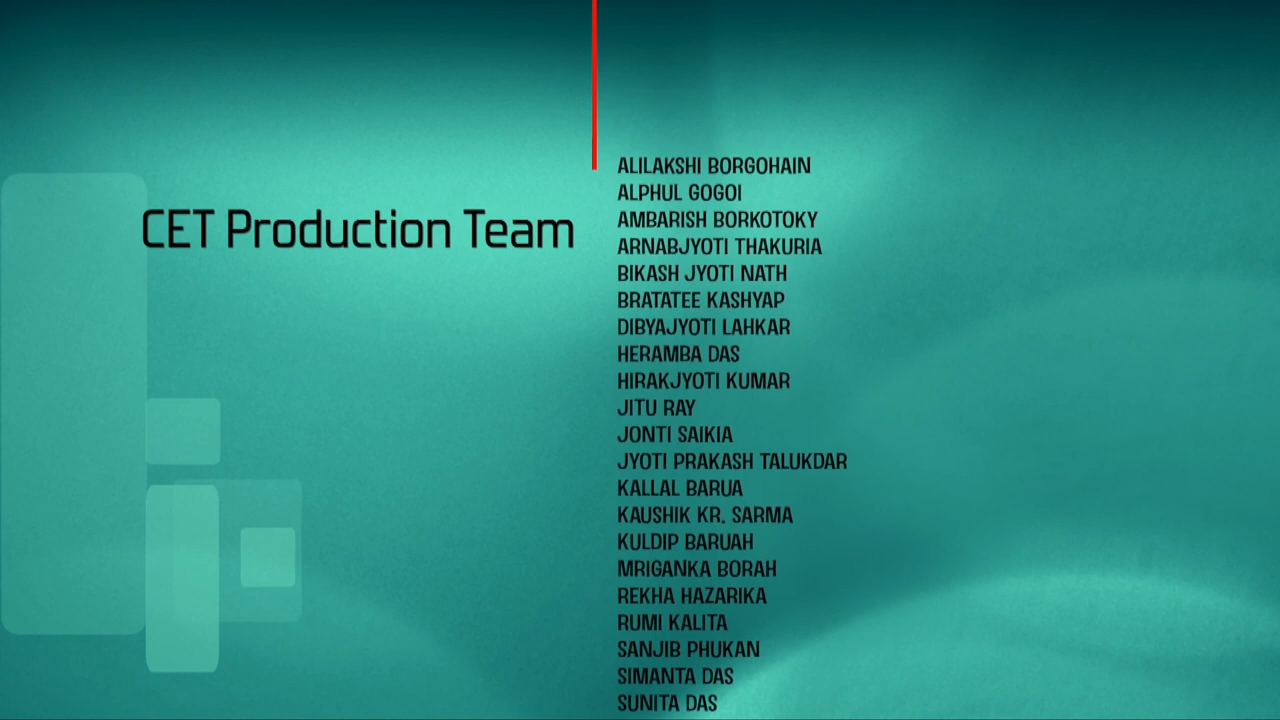 CET Production Team
ALILAKSHI BORGOHAIN
ALPHUL GOGOI
AMBARISH BORKOTOKY
ARNABJYOTI THAKURIA
BIKASH JYOTI NATH
BRATATEE KASHYAP
DIBYAJYOTI LAHKAR
HERAMBA DAS
HIRAKJYOTI KUMAR
JITU RAY
JONTI SAIKIA
JYOTI PRAKASH TALUKDAR
KALLAL BARUA
KAUSHIK KR. SARMA
KULDIP BARUAH
MRIGANKA BORAH
REKHA HAZARIKA
RUMI KALITA
SANJIB PHUKAN
SIMANTA DAS
SUNITA DAS